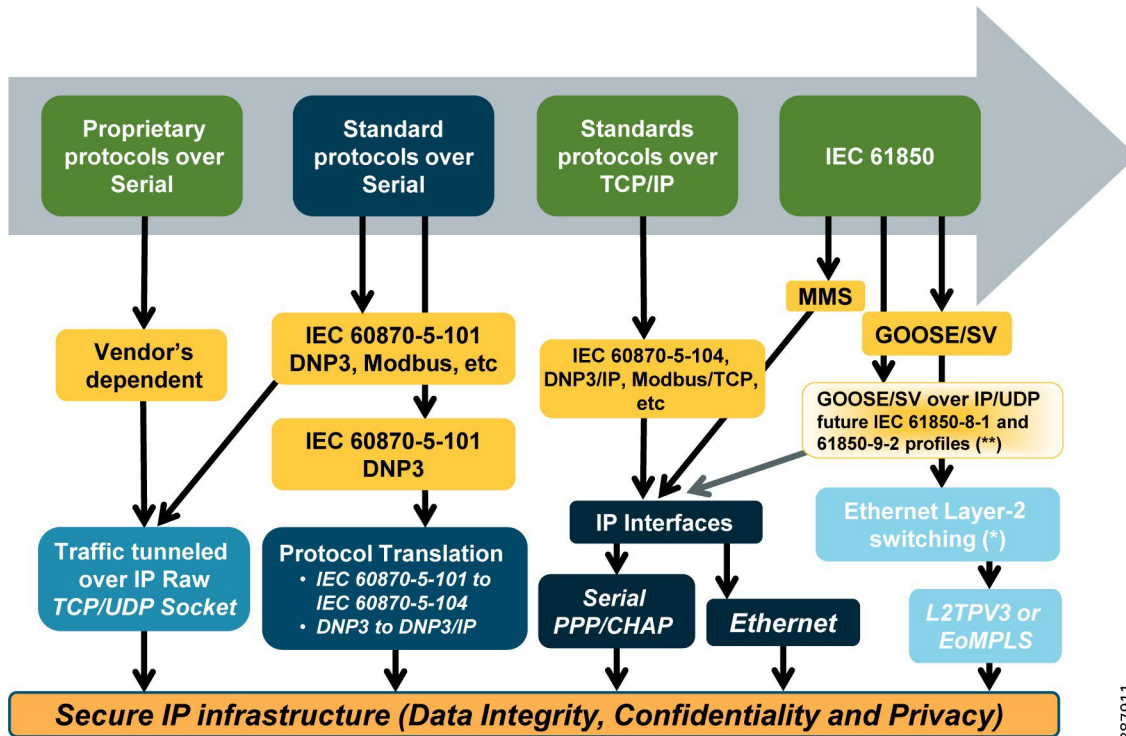 Proprietary
protocols over
Serial
Standard
protocols over
Serial
Standards
protocols over
TCP/IP
IEC 61850
MMS
GOOSE/SV
Vendor's
dependent
IEC 60870-5-101
DNP3, Modbus, etc
IEC 60870-5-104,
DNP3/IP, Modbus/TCP,
etc
GOOSE/SV over IP/UDP
future IEC 61850-8-1 and
61850-9-2 profiles (**)
IEC 60870-5-101
DNP3
IP Interfaces
Ethernet Layer-2
switching (*)
Traffic tunneled
over IP Raw
TCP/UDP Socket
Protocol Translation
• IEC 60870-5-101 to
IEC 60870-5-104
• DNP3 to DNP3/IP
Serial
PPP/CHAP
Ethernet
L2TPV3 or
EoMPLS
Secure IP infrastructure (Data Integrity, Confidentiality and Privacy)